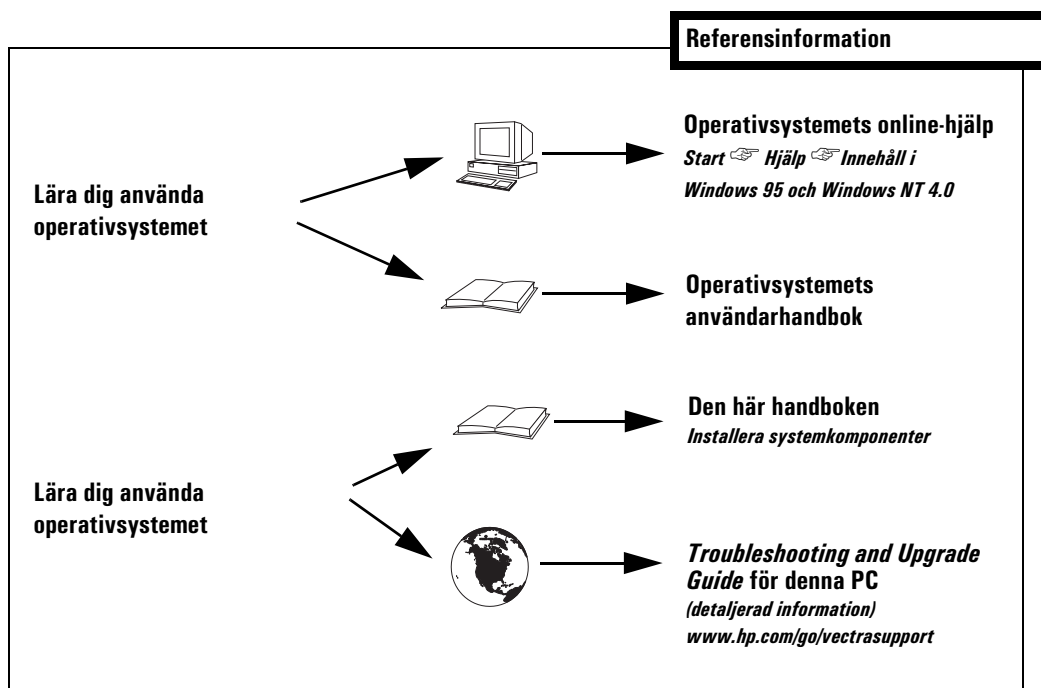 Referensinformation
Operativsystemets online-hjälp
Start ☞ Hjälp ☞ Innehåll i
Windows 95 och Windows NT 4.0
Lära dig använda
operativsystemet
Operativsystemets
användarhandbok
Den här handboken
Installera systemkomponenter
Lära dig använda
operativsystemet
Troubleshooting and Upgrade
Guide för denna PC
(detaljerad information)
www.hp.com/go/vectrasupport